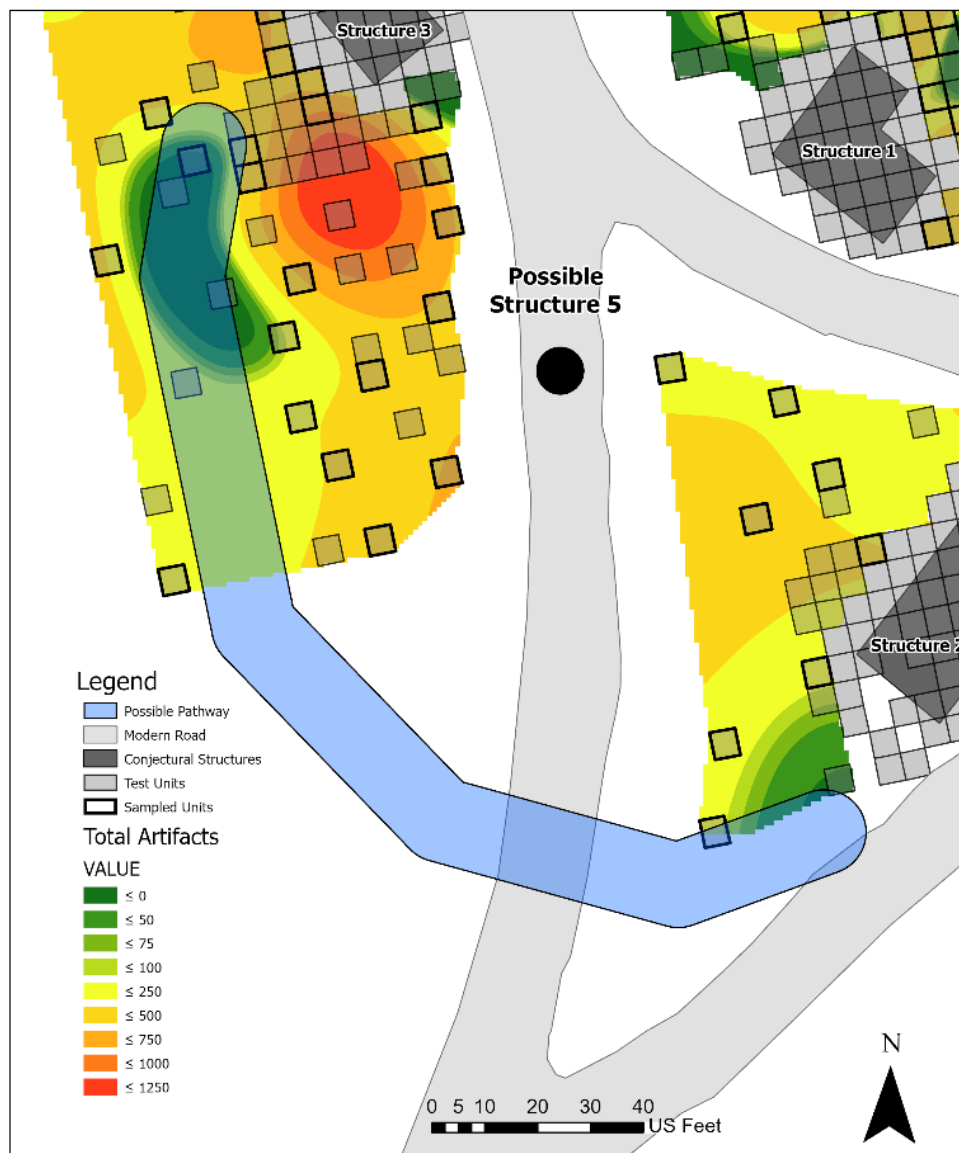 Structure 3
Structure 1
Possible
Structure 5
Structure 2
Legend
Possible Pathway
Modern Road
Conjectural Structures
Test Units
Sampled Units
Total Artifacts
VALUE
≤ 0
≤ 50
≤ 75
≤ 100
≤ 250
≤ 500
≤ 750
≤ 1000
≤ 1250
N
0 5 10 20 30 40
US Feet